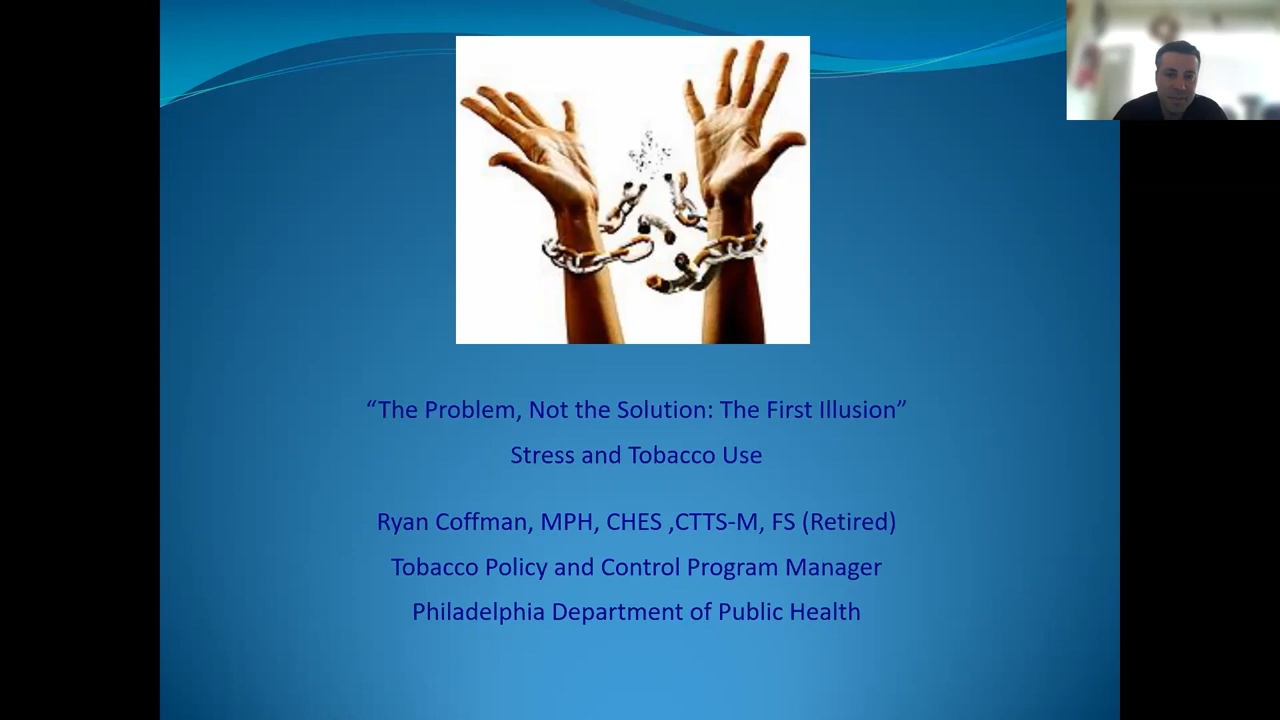 “The Problem, Not the Solution: The First Illusion”
Stress and Tobacco Use
Ryan Coffman, MPH, CHES ,CTTS-M, FS (Retired)
Tobacco Policy and Control Program Manager
Philadelphia Department of Public Health